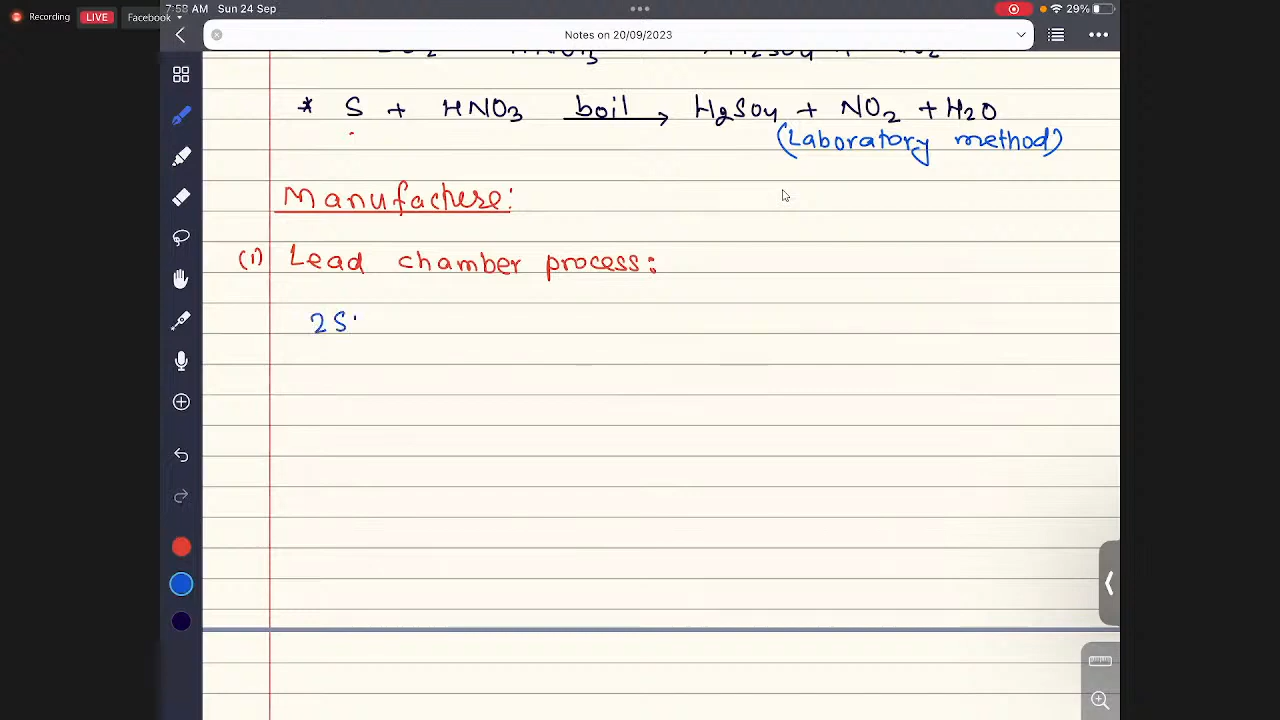 Recording LIVE Facebook
7:58 AM Sun 24 Sep
29%
Notes on 20/09/2023
* S + HNO3 boil → H2SO4 + NO2 + H2O
(Laboratory method)
Manufacture:
(1) Lead chamber process:
2S